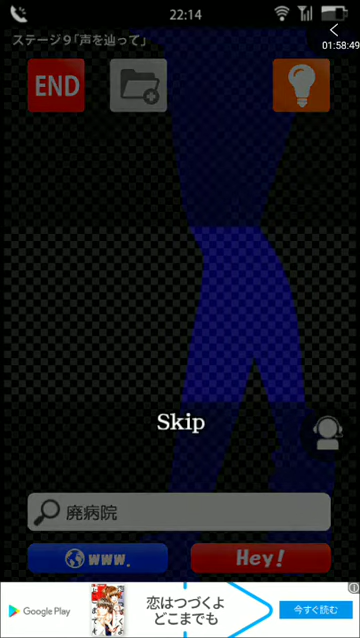 22:14
01:58:49
ステージ9「声を辿って」
END
Skip
廃病院
www.
Hey!
Google Play
恋はつづくよ
どこまでも
今すぐ読む